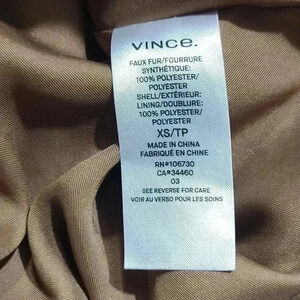 VINCE.
FAUX FUR/FOURRURE
SYNTHÉTIQUE:
100% POLYESTER/
POLYESTER
SHELL/EXTÉRIEUR:
LINING/DOUBLURE:
100% POLYESTER/
POLYESTER
XS/TP
MADE IN CHINA
FABRIQUÉ EN CHINE
RN#106730
CA#34460
03
SEE REVERSE FOR CARE
VOIR AU VERSO POUR LES SOINS